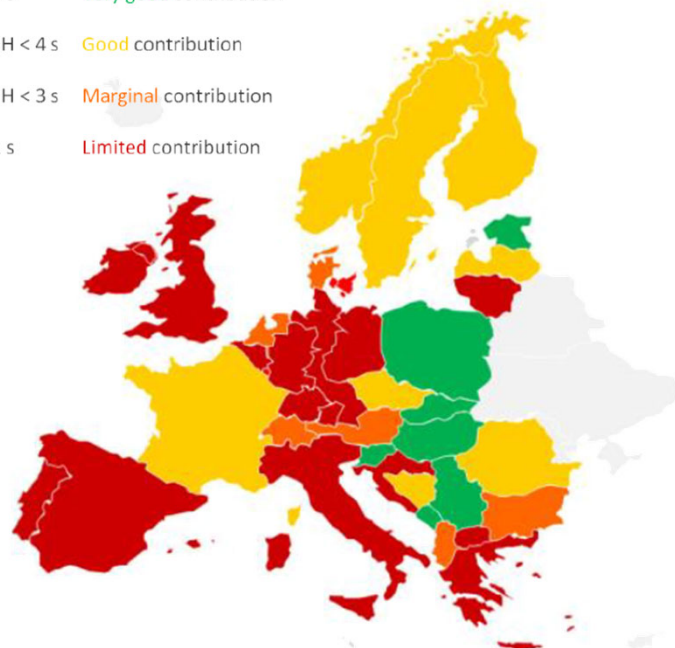 H < 4 s Good contribution
H < 3 s Marginal contribution
s Limited contribution